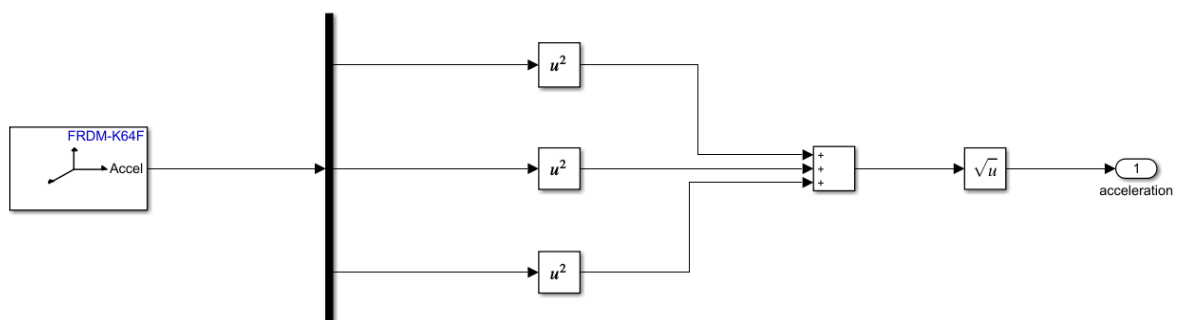 u²
FRDM-K64F
Accel
u²
+
+
+
√u
1
acceleration
u²